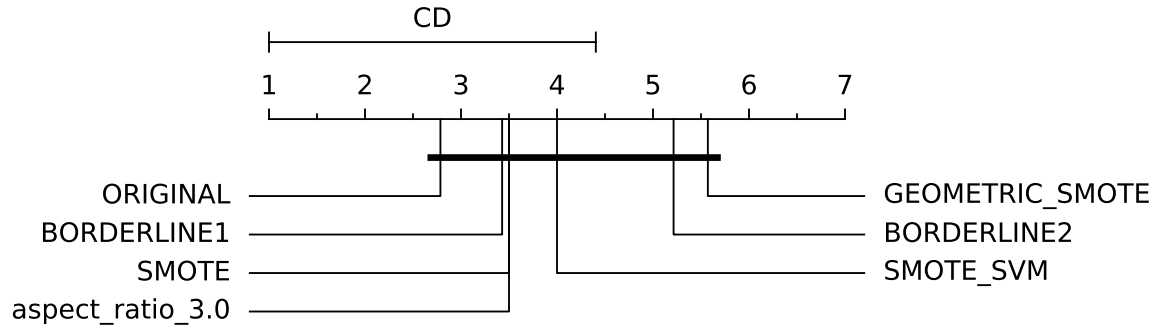 CD
1 2 3 4 5 6 7
ORIGINAL GEOMETRIC_SMOTE
BORDERLINE1 BORDERLINE2
SMOTE SMOTE_SVM
aspect_ratio_3.0